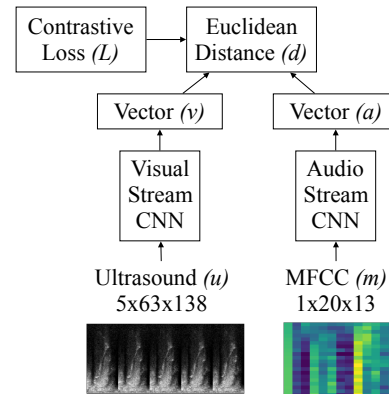 Contrastive
Loss (L)
Euclidean
Distance (d)
Vector (v)
Vector (a)
Visual
Stream
CNN
Audio
Stream
CNN
Ultrasound (u)
5x63x138
MFCC (m)
1x20x13